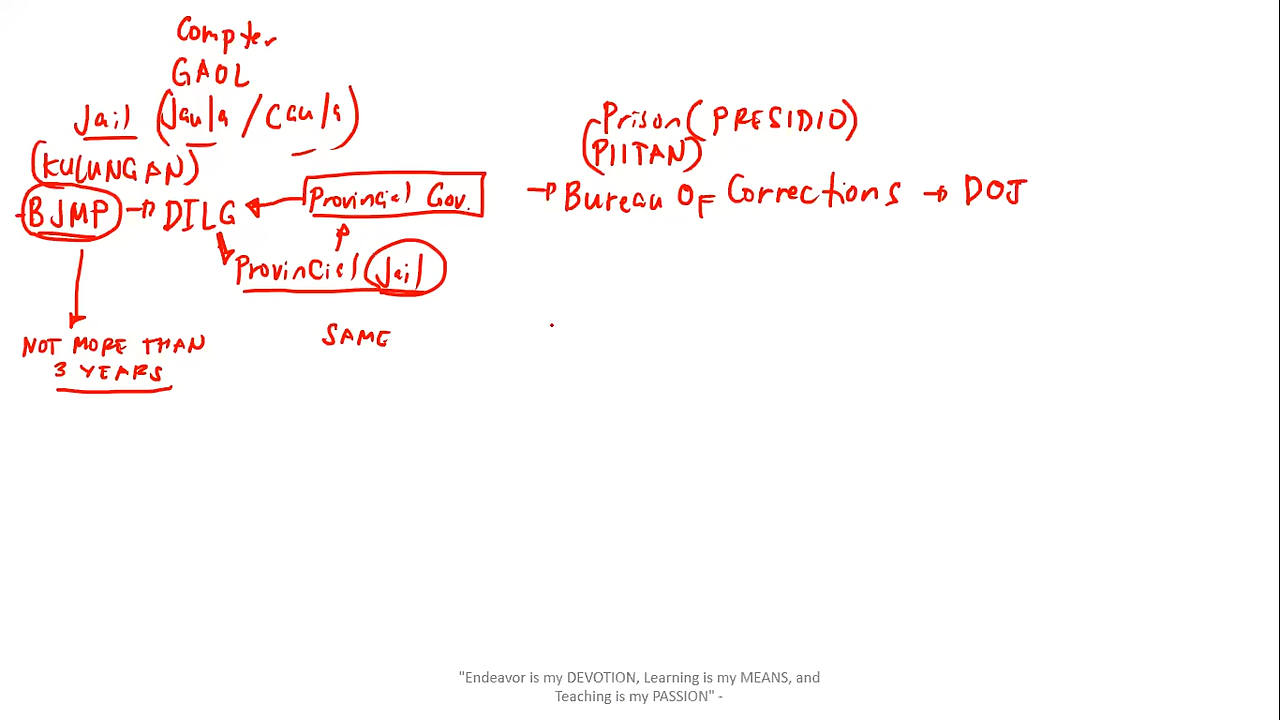 Compter
GAOL
Jail (Jaula / Caula)
(KULUNGAN)
BJMP → DILG ← Provincial Gov.
Provincial Jail
NOT MORE THAN
3 YEARS
SAME
Prison (PRESIDIO)
(PIITAN)
→ Bureau OF Corrections → DOJ
"Endeavor is my DEVOTION, Learning is my MEANS, and
Teaching is my PASSION" -